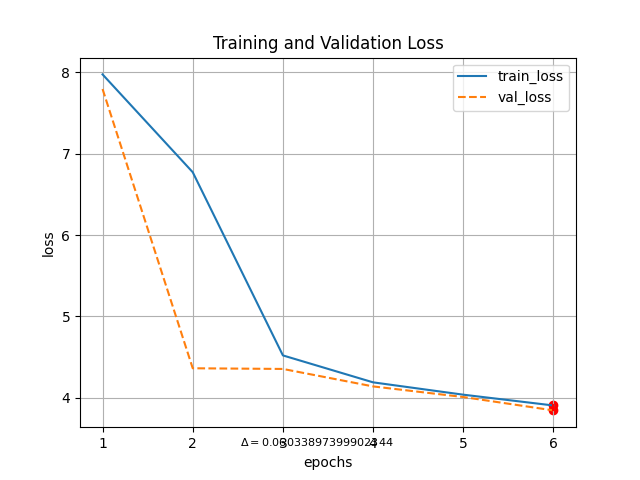 Training and Validation Loss
train_loss
val_loss
8
7
6
5
4
loss
1 2 3 4 5 6
Δ =
epochs